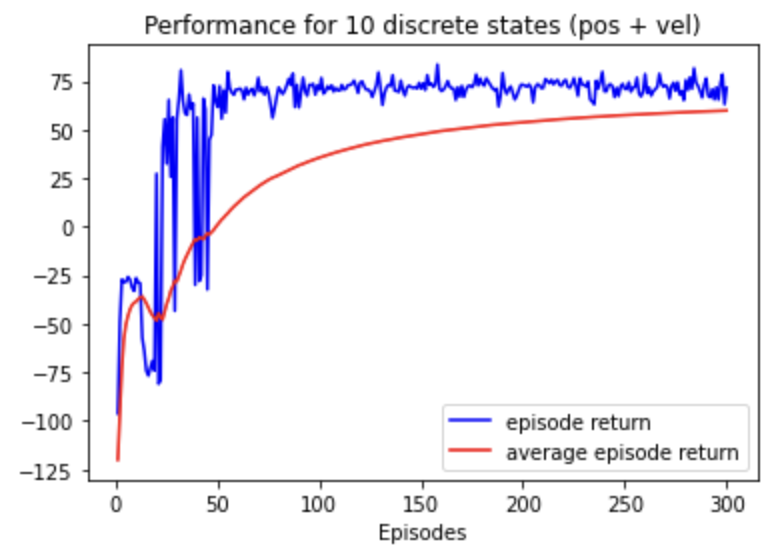 Performance for 10 discrete states (pos + vel)
75
50
25
0
−25
−50
−75
−100
−125
episode return
average episode return
0 50 100 150 200 250 300
Episodes